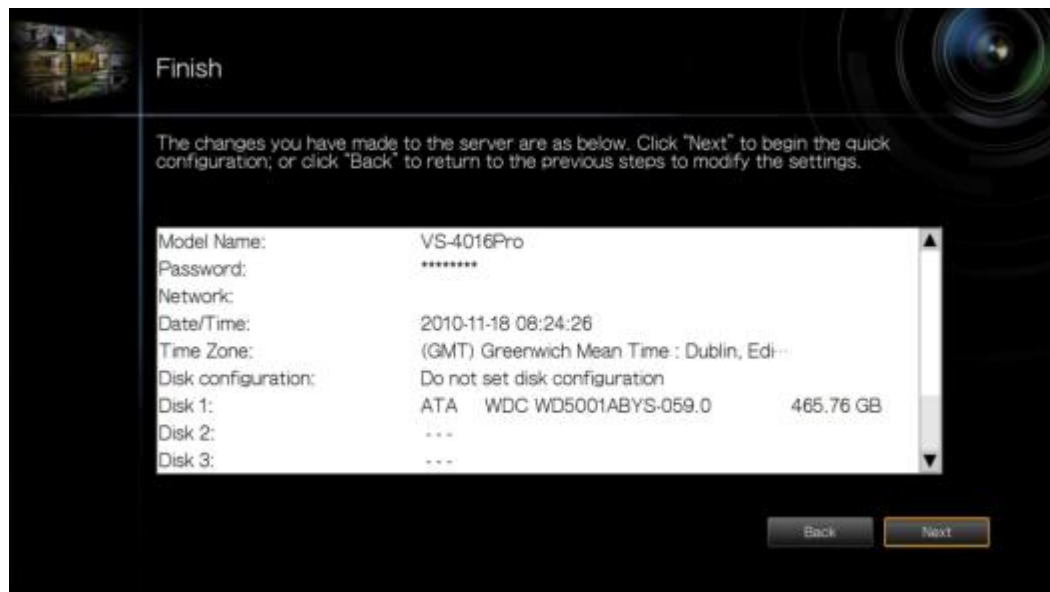 Finish
The changes you have made to the server are as below. Click "Next" to begin the quick
configuration; or click "Back" to return to the previous steps to modify the settings.
Model Name: VS-4016Pro
Password: ********
Network:
Date/Time: 2010-11-18 08:24:26
Time Zone: (GMT) Greenwich Mean Time : Dublin, Edi...
Disk configuration: Do not set disk configuration
Disk 1: ATA WDC WD5001ABYS-059.0 465.76 GB
Disk 2: ---
Disk 3: ---
Back Next